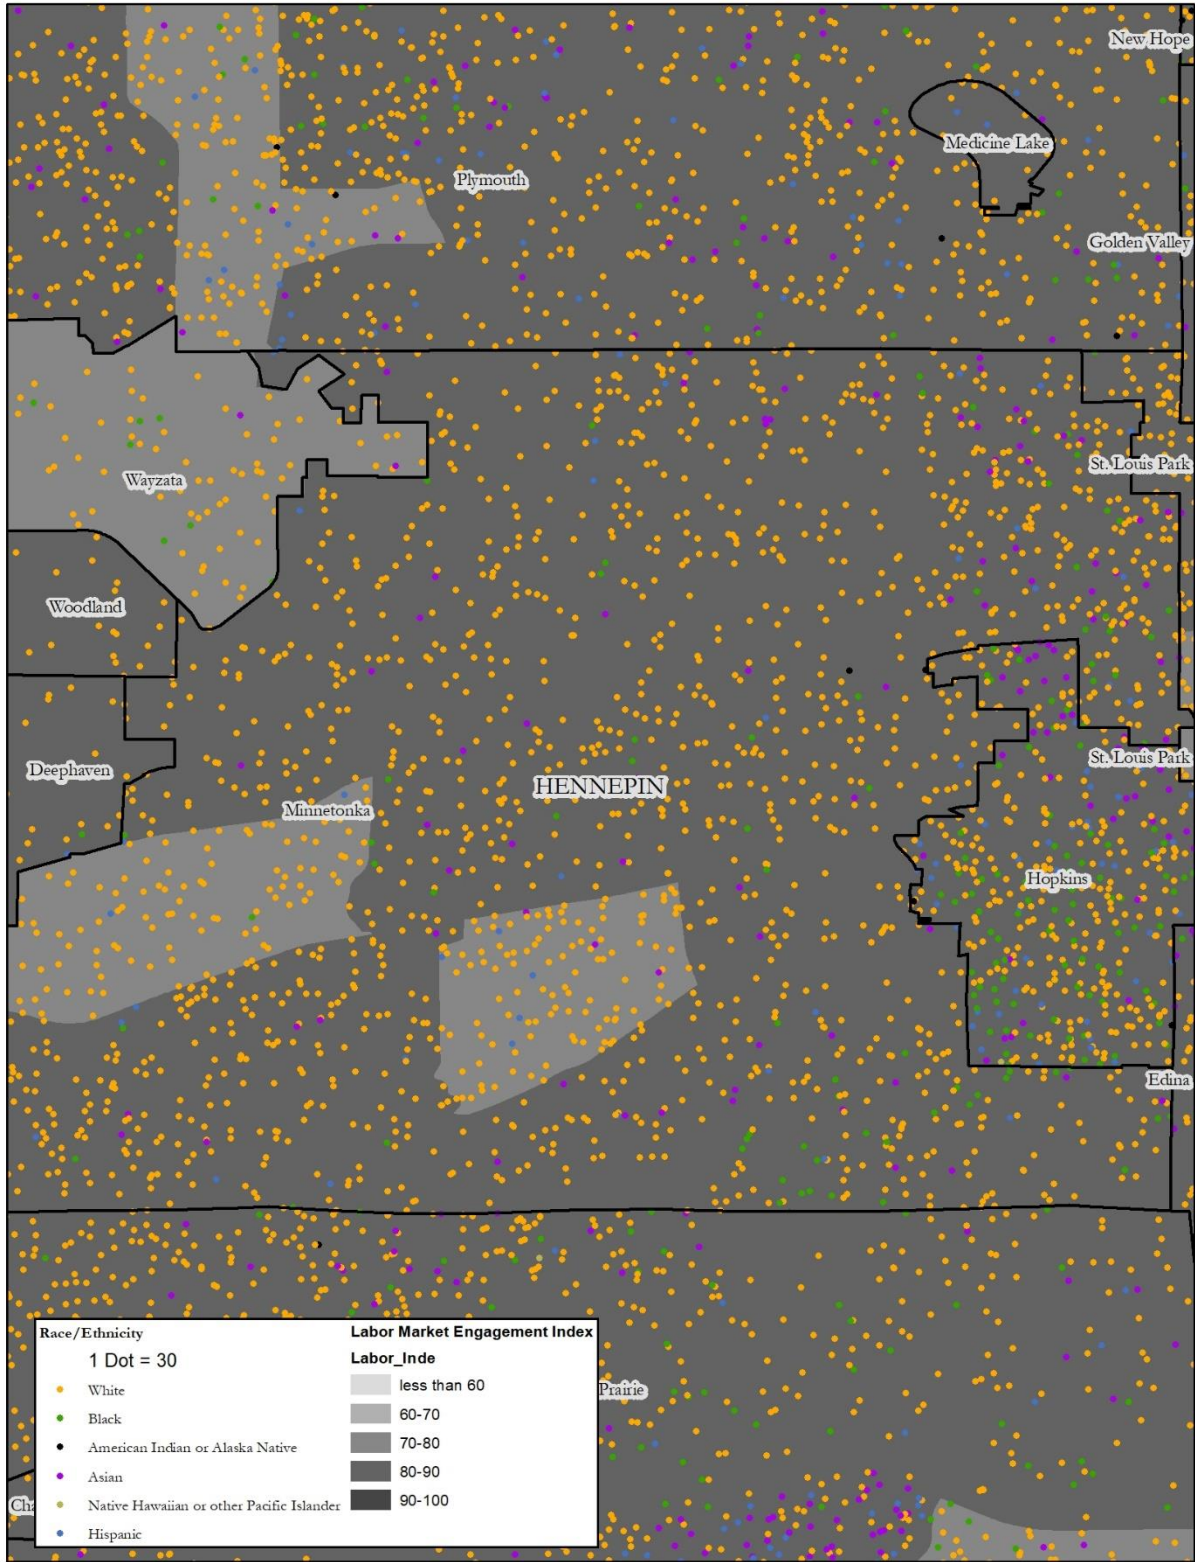 New Hope
Medicine Lake
Plymouth
Golden Valley
St. Louis Park
Wayzata
Woodland
St. Louis Park
Deephaven
HENNEPIN
Minnetonka
Hopkins
Edina
Race/Ethnicity
1 Dot = 30
White
Black
American Indian or Alaska Native
Asian
Native Hawaiian or other Pacific Islander
Hispanic
Labor Market Engagement Index
Labor_Inde
less than 60
60-70
70-80
80-90
90-100
Prairie
Cha